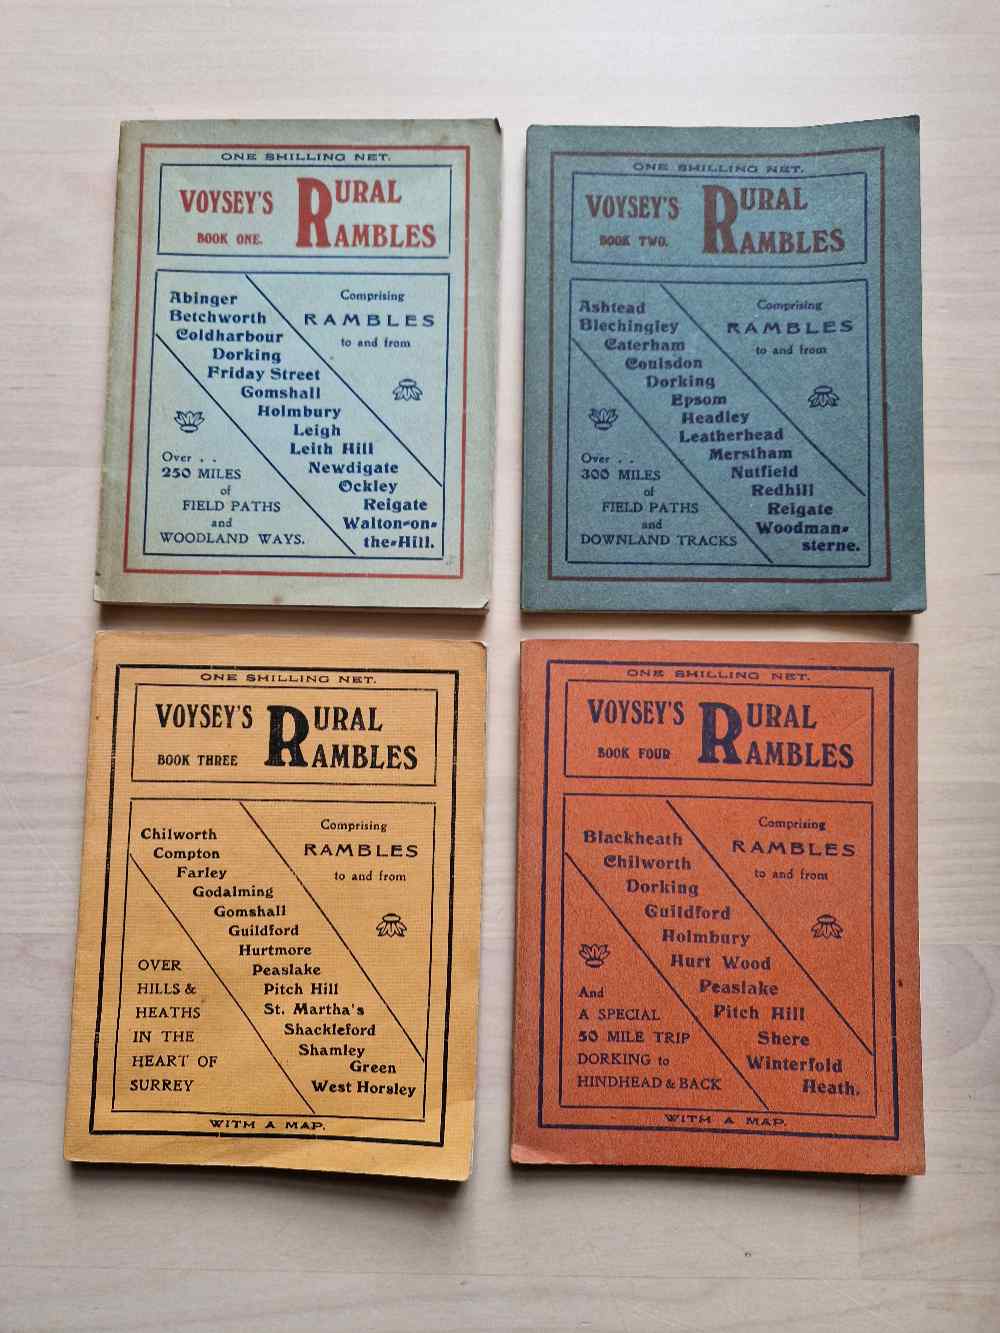 ONE SHILLING NET.
VOYSEY'S RURAL
BOOK ONE. RAMBLES
Abinger
Betchworth
Coldharbour
Dorking
Friday Street
Gomshall
Holmbury
Leigh
Leith Hill
Newdigate
Ockley
Reigate
Walton-on-
the-Hill.
Comprising
RAMBLES
to and from
Over . .
250 MILES
of
FIELD PATHS
and
WOODLAND WAYS.
ONE SHILLING NET.
VOYSEY'S RURAL
BOOK TWO. RAMBLES
Ashtead
Blechingley
Caterham
Coulsdon
Dorking
Epsom
Headley
Leatherhead
Merstham
Nutfield
Redhill
Reigate
Woodman-
sterne.
Comprising
RAMBLES
to and from
Over . .
300 MILES
of
FIELD PATHS
and
DOWNLAND TRACKS
ONE SHILLING NET.
VOYSEY'S RURAL
BOOK THREE RAMBLES
Chilworth
Compton
Farley
Godalming
Gomshall
Guildford
Hurtmore
Peaslake
Pitch Hill
St. Martha's
Shackleford
Shamley
Green
West Horsley
Comprising
RAMBLES
to and from
OVER
HILLS &
HEATHS
IN THE
HEART OF
SURREY
WITH A MAP.
ONE SHILLING NET.
VOYSEY'S RURAL
BOOK FOUR RAMBLES
Blackheath
Chilworth
Dorking
Guildford
Holmbury
Hurt Wood
Peaslake
Pitch Hill
Shere
Winterfold
Heath.
Comprising
RAMBLES
to and from
And
A SPECIAL
50 MILE TRIP
DORKING to
HINDHEAD & BACK
WITH A MAP.